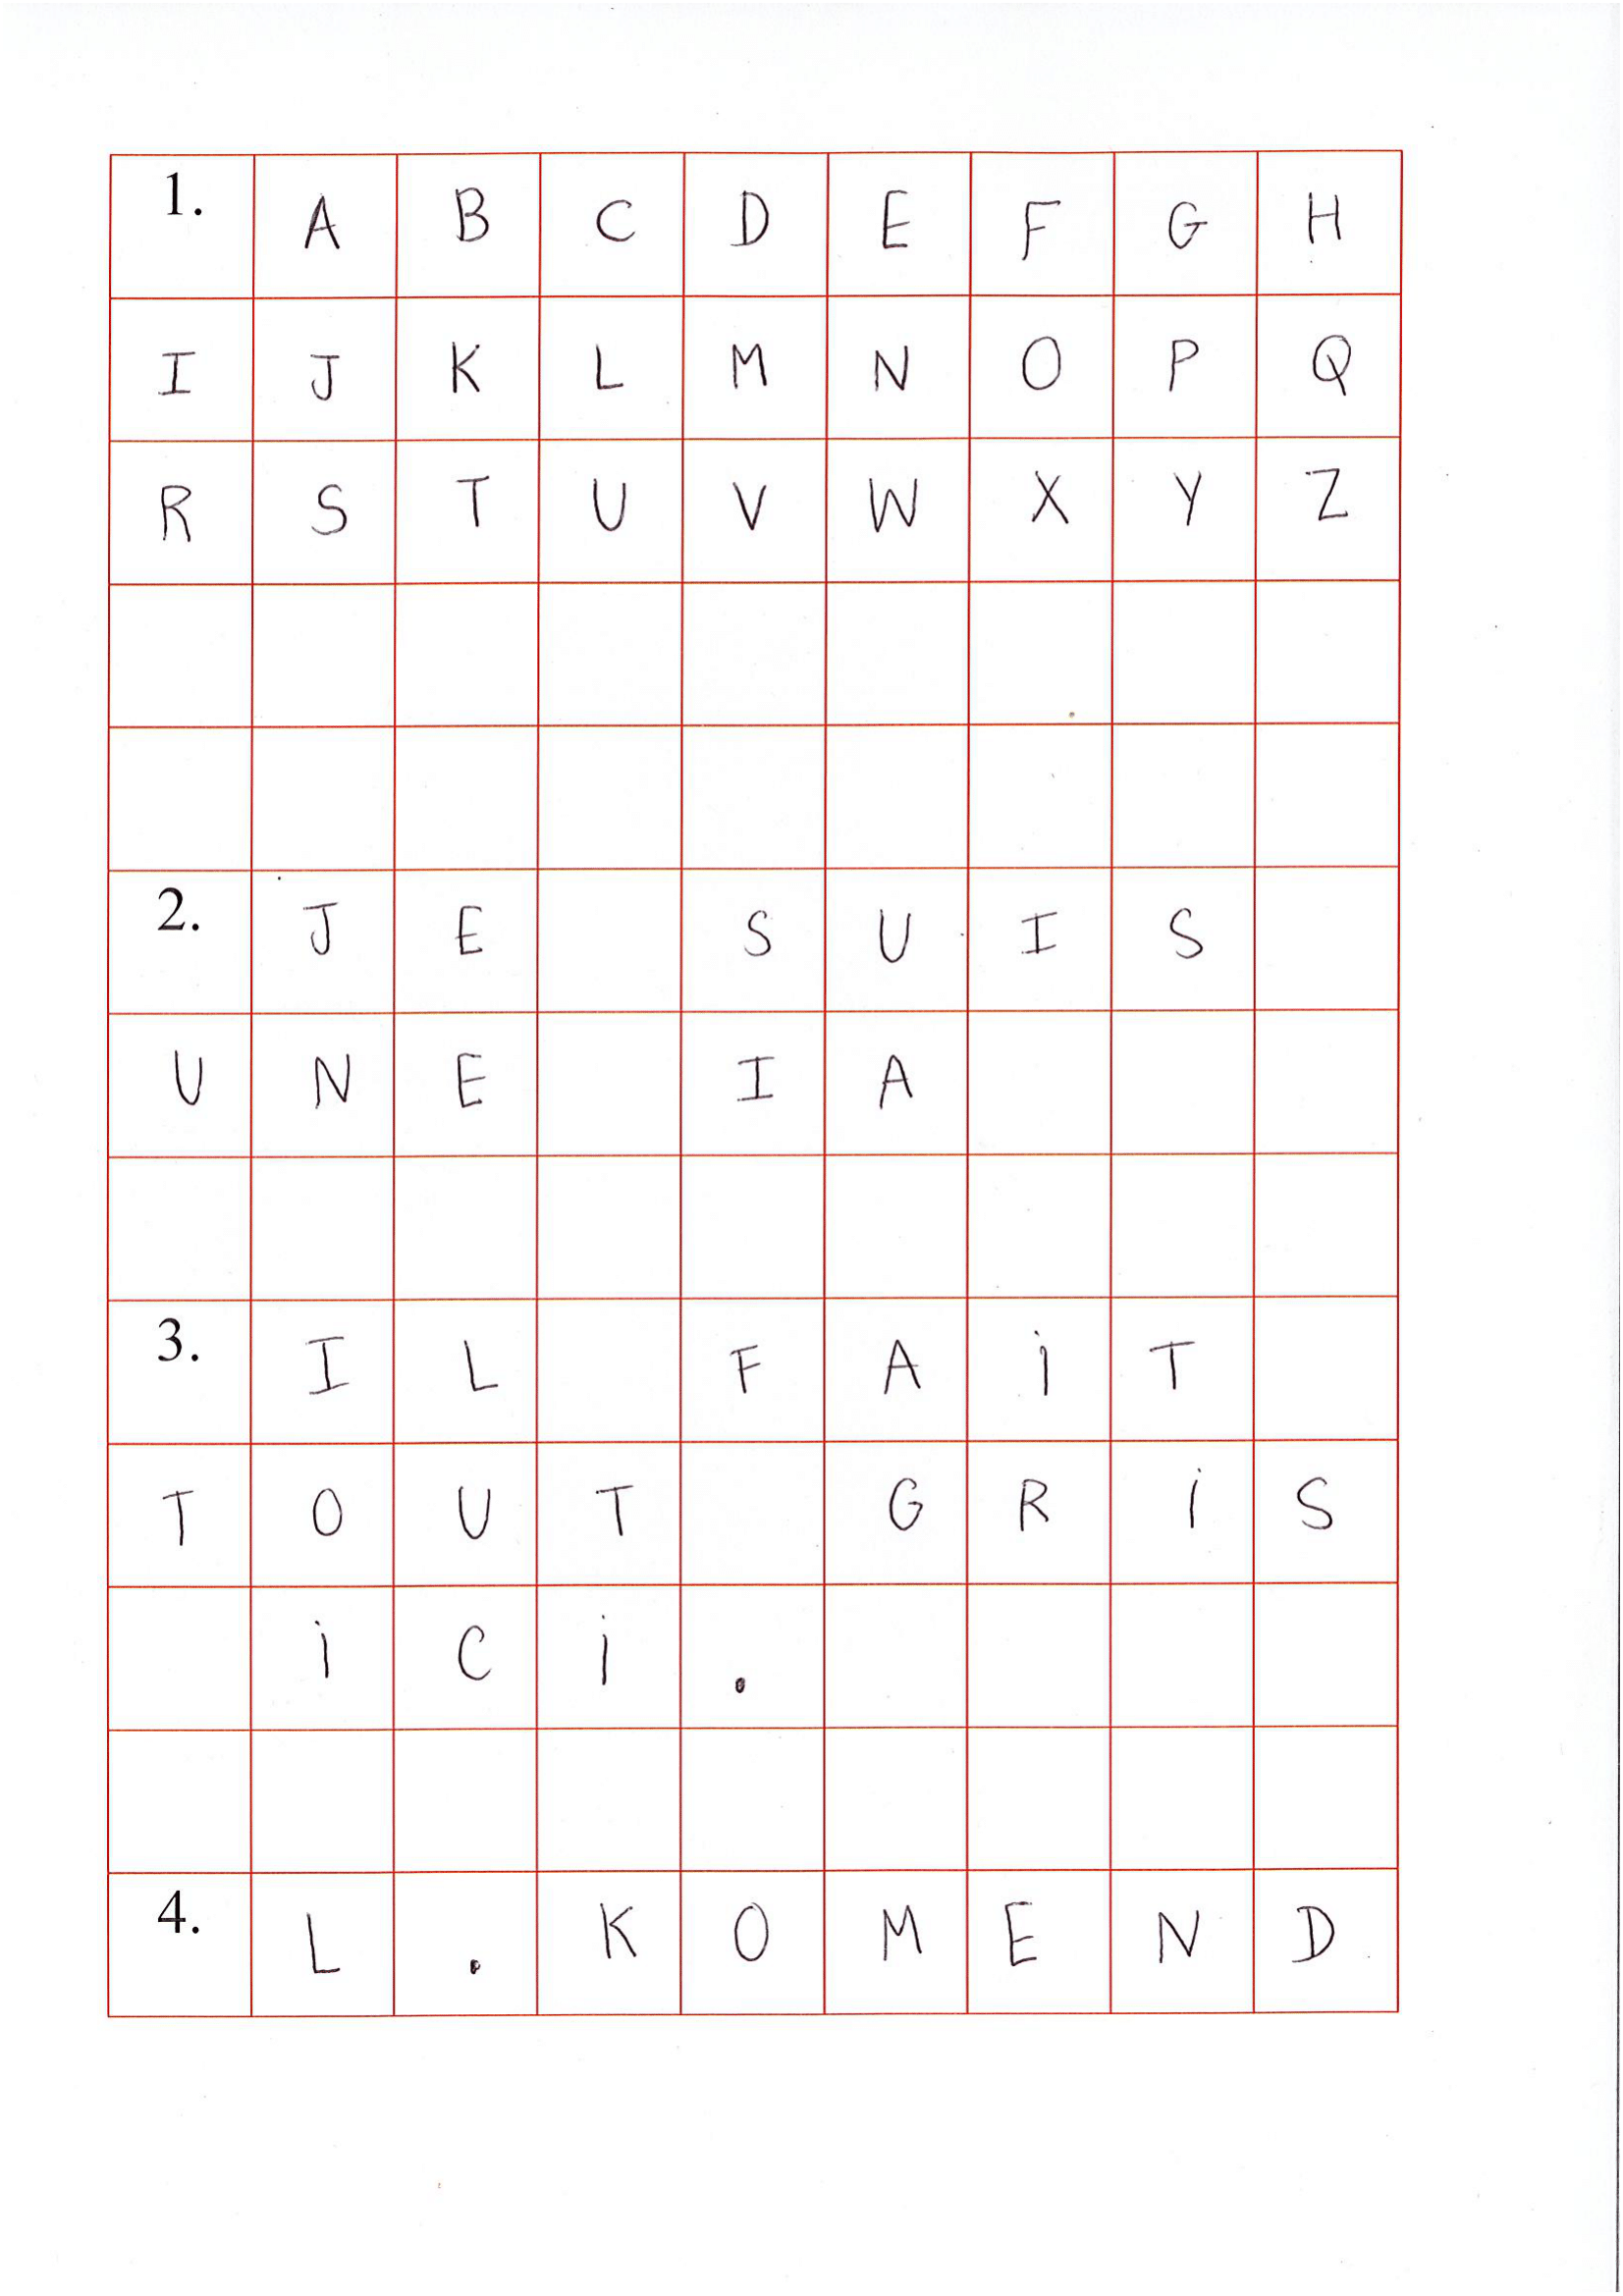 1. A B C D E F G H
I J K L M N O P Q
R S T U V W X Y Z
2. J E S U I S
U N E I A
3. I L F A i T
T O U T G R i S
i C i .
4. L . K O M E N D